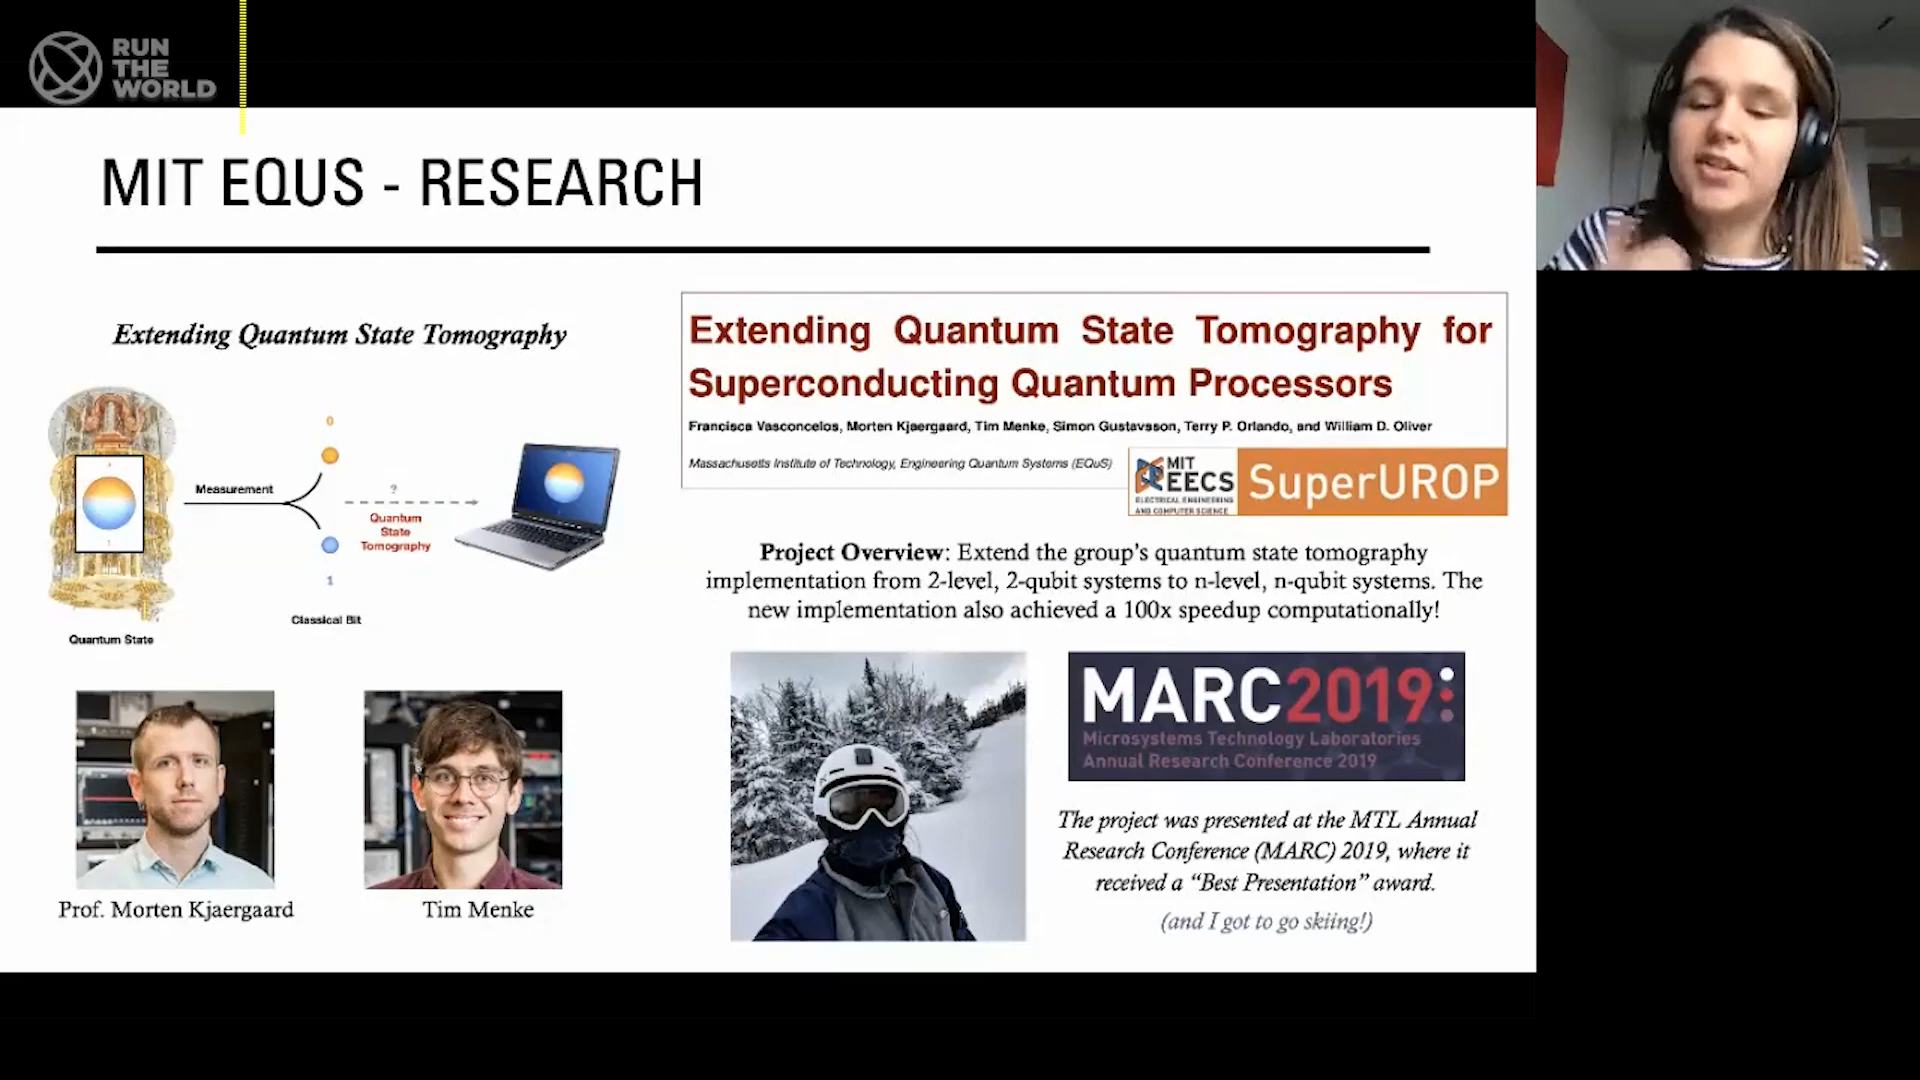 RUN
THE
WORLD
MIT EQUS - RESEARCH
Extending Quantum State Tomography
0
Measurement
?
Quantum
State
Tomography
1
Classical Bit
Quantum State
Prof. Morten Kjaergaard
Tim Menke
Extending Quantum State Tomography for
Superconducting Quantum Processors
Francisca Vasconcelos, Morten Kjaergaard, Tim Menke, Simon Gustavsson, Terry P. Orlando, and William D. Oliver
Massachusetts Institute of Technology, Engineering Quantum Systems (EQuS)
MIT
EECS
ELECTRICAL ENGINEERING
AND COMPUTER SCIENCE
SuperUROP
Project Overview: Extend the group's quantum state tomography
implementation from 2-level, 2-qubit systems to n-level, n-qubit systems. The
new implementation also achieved a 100x speedup computationally!
MARC2019
Microsystems Technology Laboratories
Annual Research Conference 2019
The project was presented at the MTL Annual
Research Conference (MARC) 2019, where it
received a “Best Presentation” award.
(and I got to go skiing!)